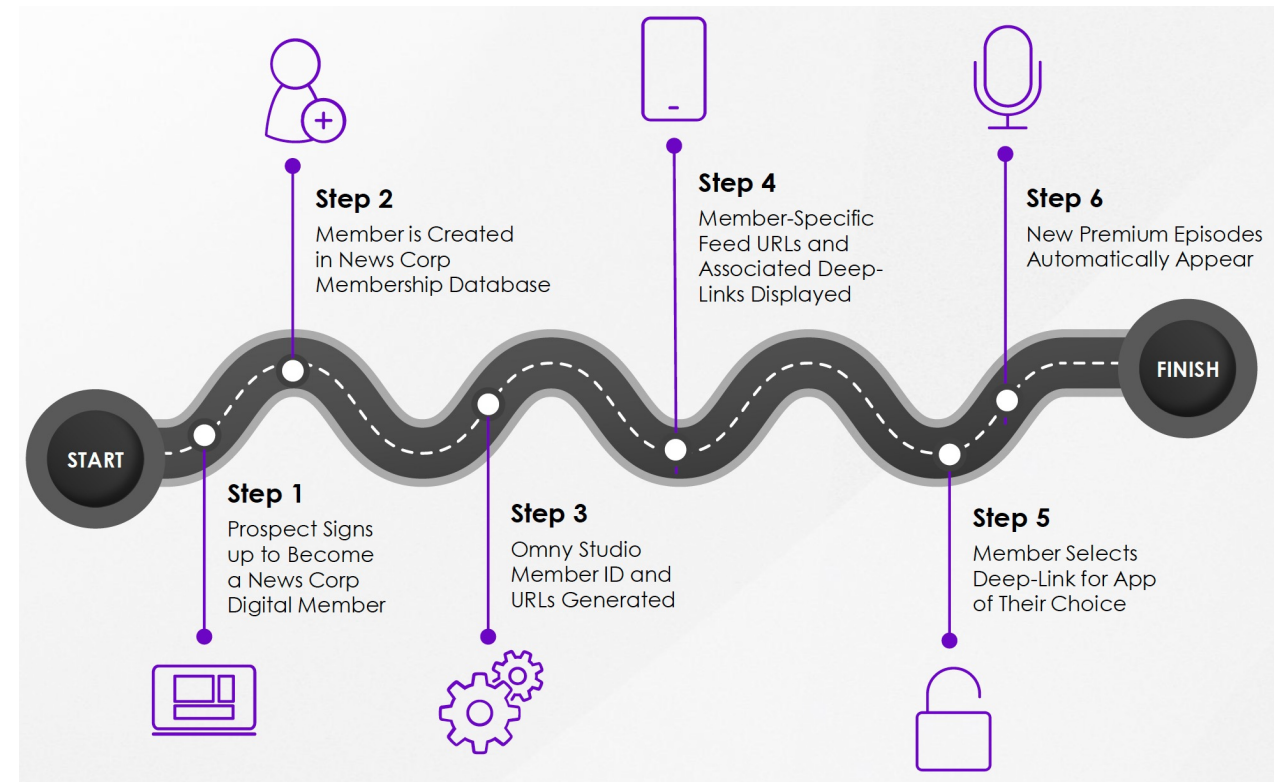 START
Step 1
Prospect Signs
up to Become
a News Corp
Digital Member
Step 2
Member is Created
in News Corp
Membership Database
Step 3
Omny Studio
Member ID and
URLs Generated
Step 4
Member-Specific
Feed URLs and
Associated Deep-
Links Displayed
Step 5
Member Selects
Deep-Link for App
of Their Choice
Step 6
New Premium Episodes
Automatically Appear
FINISH